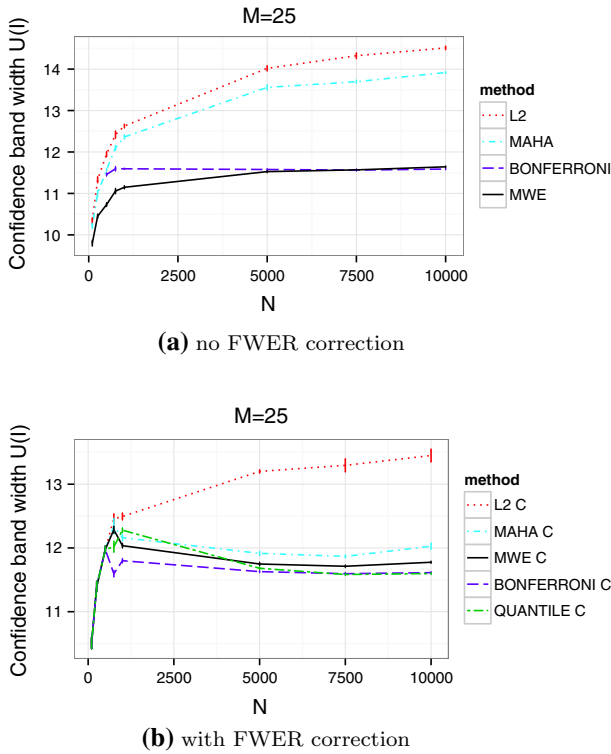 M=25
Confidence band width U(I)
14
13
12
11
10
0
2500
5000
7500
10000
N
method
L2
MAHA
BONFERRONI
MWE
(a) no FWER correction
M=25
Confidence band width U(I)
13
12
11
0
2500
5000
7500
10000
N
method
L2 C
MAHA C
MWE C
BONFERRONI C
QUANTILE C
(b) with FWER correction